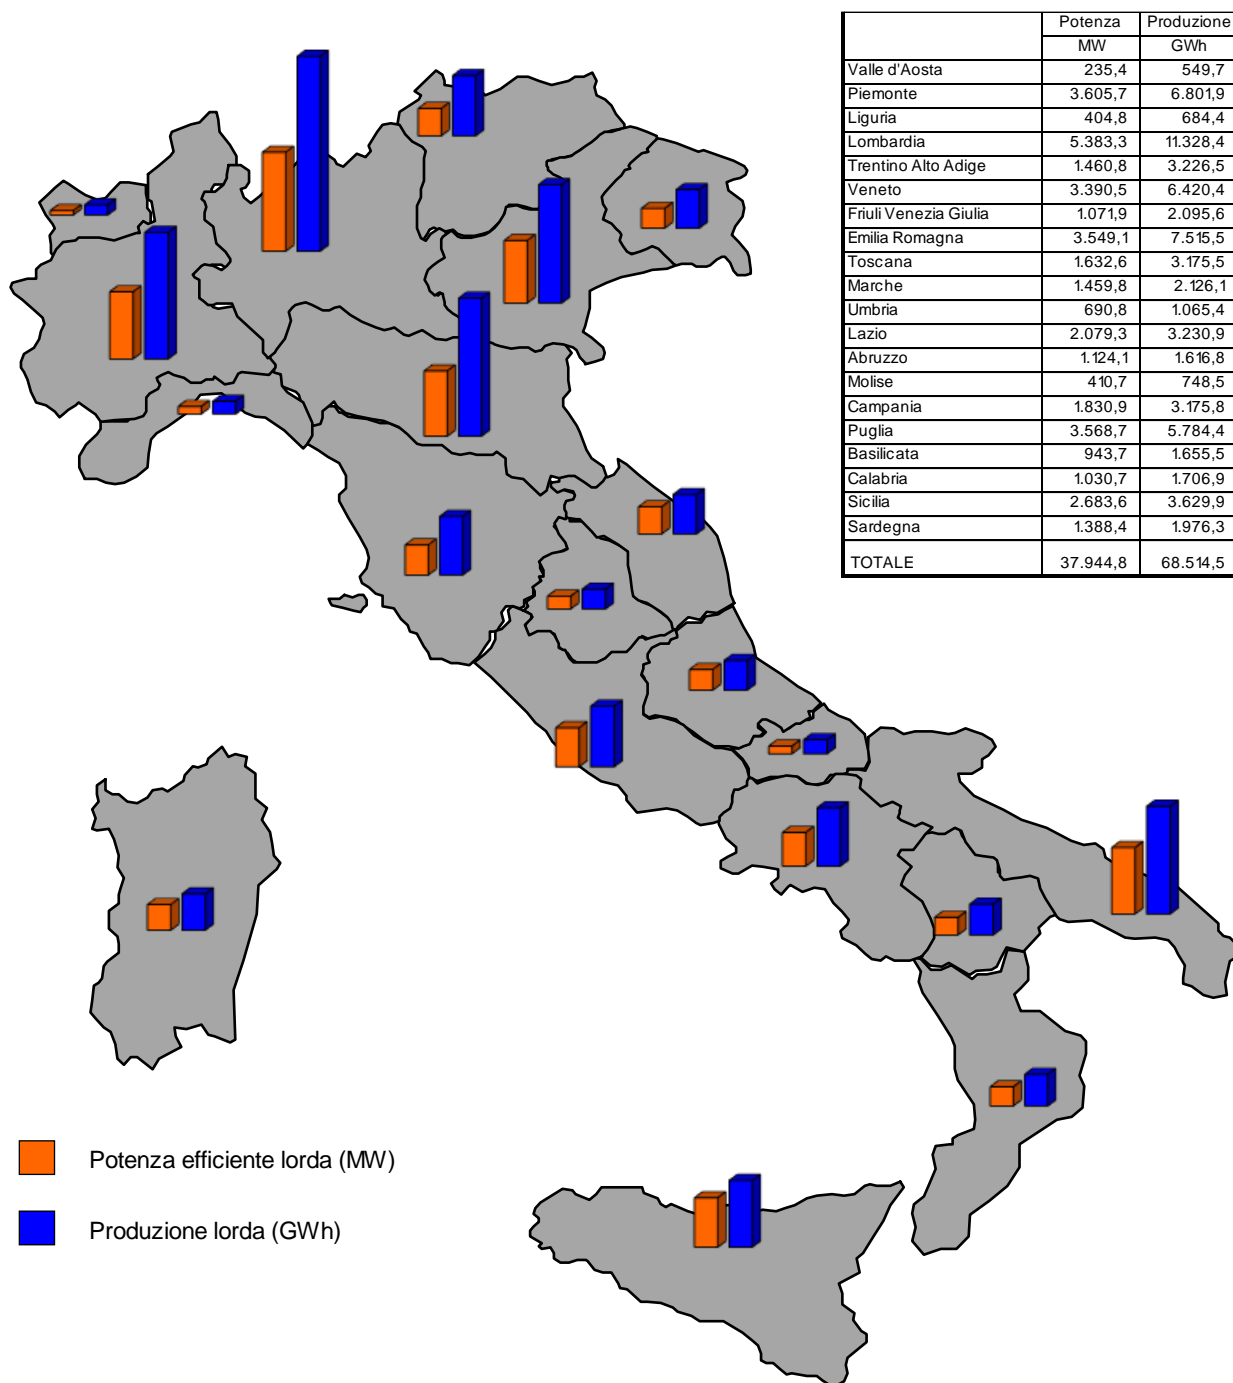 Potenza Produzione
MW GWh
Valle d'Aosta 235,4 549,7
Piemonte 3.605,7 6.801,9
Liguria 404,8 684,4
Lombardia 5.383,3 11.328,4
Trentino Alto Adige 1.460,8 3.226,5
Veneto 3.390,5 6.420,4
Friuli Venezia Giulia 1.071,9 2.095,6
Emilia Romagna 3.549,1 7.515,5
Toscana 1.632,6 3.175,5
Marche 1.459,8 2.126,1
Umbria 690,8 1.065,4
Lazio 2.079,3 3.230,9
Abruzzo 1.124,1 1.616,8
Molise 410,7 748,5
Campania 1.830,9 3.175,8
Puglia 3.568,7 5.784,4
Basilicata 943,7 1.655,5
Calabria 1.030,7 1.706,9
Sicilia 2.683,6 3.629,9
Sardegna 1.388,4 1.976,3
TOTALE 37.944,8 68.514,5
Potenza efficiente lorda (MW)
Produzione lorda (GWh)